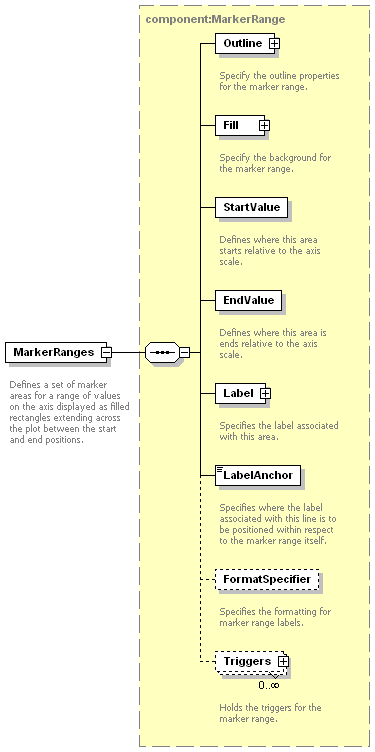 component:MarkerRange
Outline
Specify the outline properties
for the marker range.
Fill
Specify the background for
the marker range.
StartValue
Defines where this area
starts relative to the axis
scale.
EndValue
Defines where this area is
ends relative to the axis
scale.
MarkerRanges
Defines a set of marker
areas for a range of values
on the axis displayed as filled
rectangles extending across
the plot between the start
and end positions.
Label
Specifies the label associated
with this area.
LabelAnchor
Specifies where the label
associated with this line is to
be positioned within respect
to the marker range itself.
FormatSpecifier
Specifies the formatting for
marker range labels.
Triggers
0..∞
Holds the triggers for the
marker range.